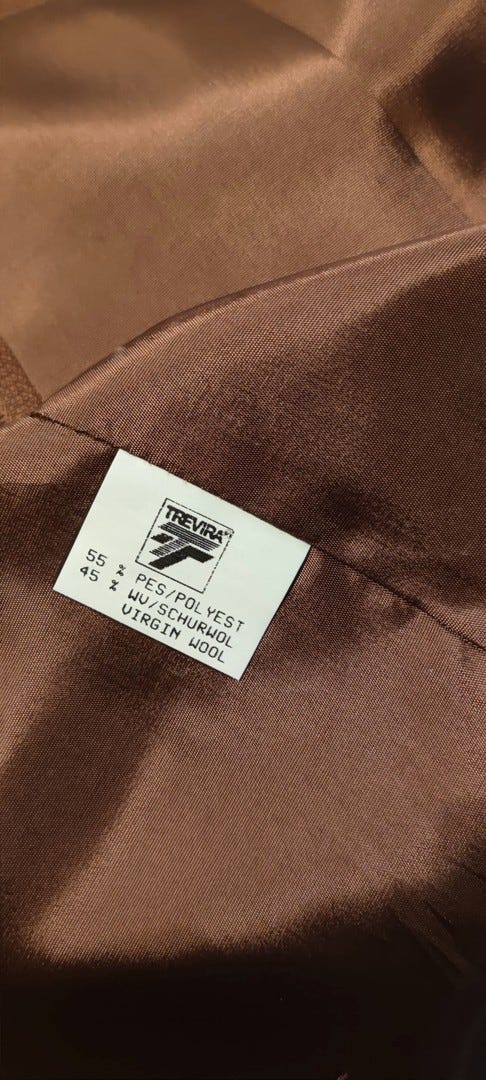 TREVIRA®
55 % PES/POLYEST
45 % WV/SCHURWOL
VIRGIN WOOL